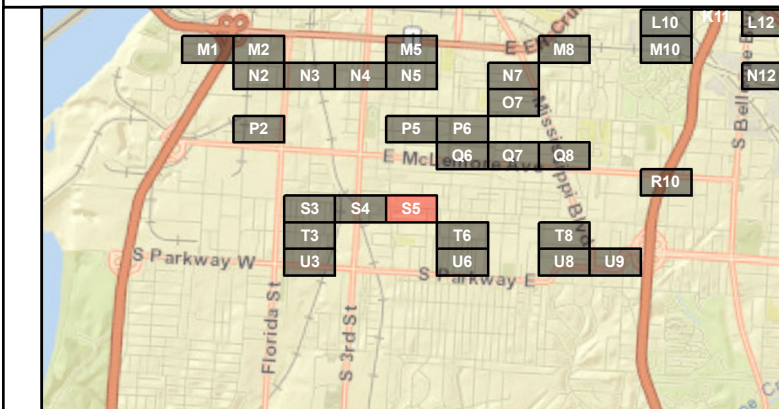 L10 K11 L12
M1 M2 M5 E E M8 M10
N2 N3 N4 N5 N7 N12
O7
P2 P5 P6
E McLemore Ave
Q6 Q7 Q8
R10
S3 S4 S5
T3 T6 T8
U3 U6 U8 U9
S Parkway W
S Parkway E
Mississippi Blvd
Florida St
S 3rd St
S Belle